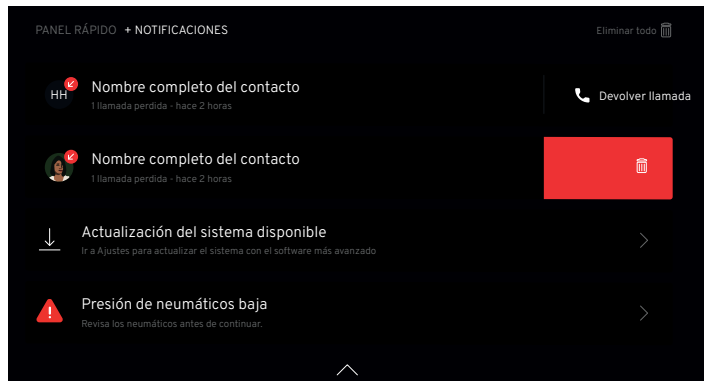 PANEL RÁPIDO + NOTIFICACIONES
Eliminar todo
HH
Nombre completo del contacto
1 llamada perdida - hace 2 horas
Devolver llamada
Nombre completo del contacto
1 llamada perdida - hace 2 horas
Actualización del sistema disponible
Ir a Ajustes para actualizar el sistema con el software más avanzado
Presión de neumáticos baja
Revisa los neumáticos antes de continuar.